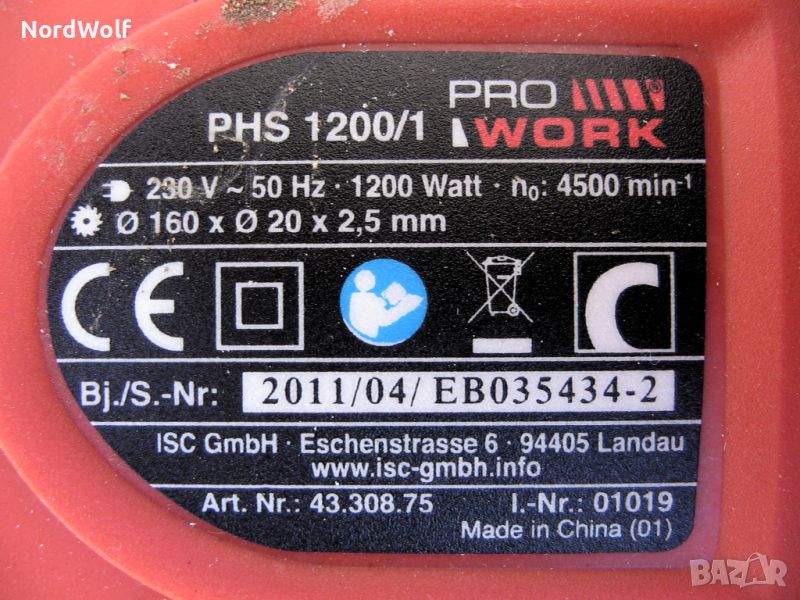 NordWolf
PRO
PHS 1200/1 WORK
230 V ~ 50 Hz · 1200 Watt · n₀: 4500 min⁻¹
Ø 160 x Ø 20 x 2,5 mm
CE
Bj./S.-Nr: 2011/04/ EB035434-2
ISC GmbH · Eschenstrasse 6 · 94405 Landau
www.isc-gmbh.info
Art. Nr.: 43.308.75 I.-Nr.: 01019
Made in China (01)
BAZAR